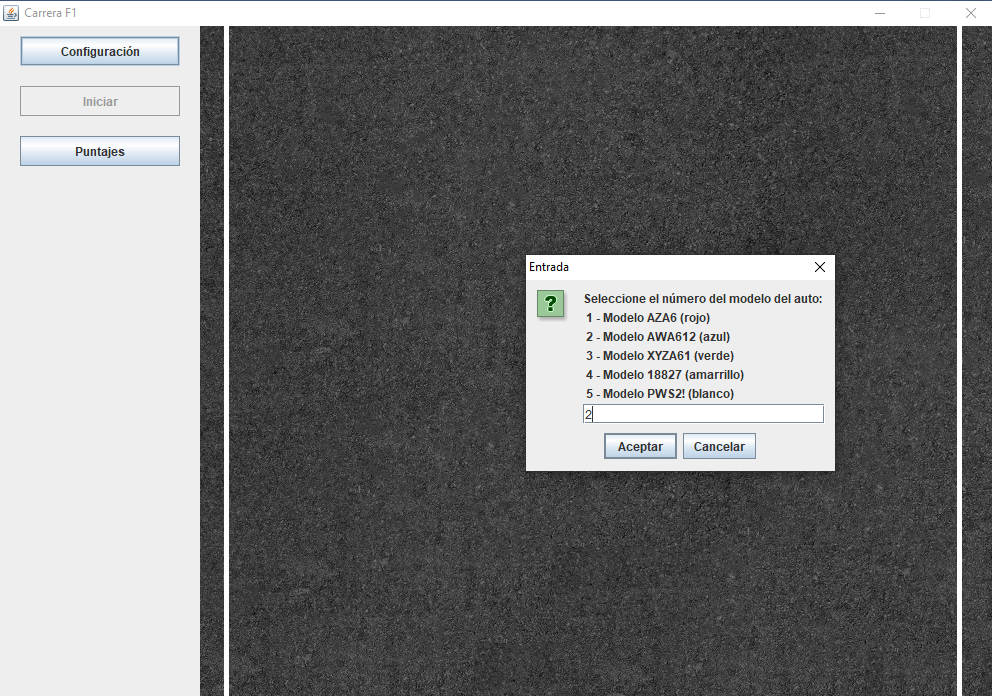 Carrera F1
Configuración
Iniciar
Puntajes
Entrada
Seleccione el número del modelo del auto:
1 - Modelo AZA6 (rojo)
2 - Modelo AWA612 (azul)
3 - Modelo XYZA61 (verde)
4 - Modelo 18827 (amarrillo)
5 - Modelo PWS2! (blanco)
2
Aceptar
Cancelar